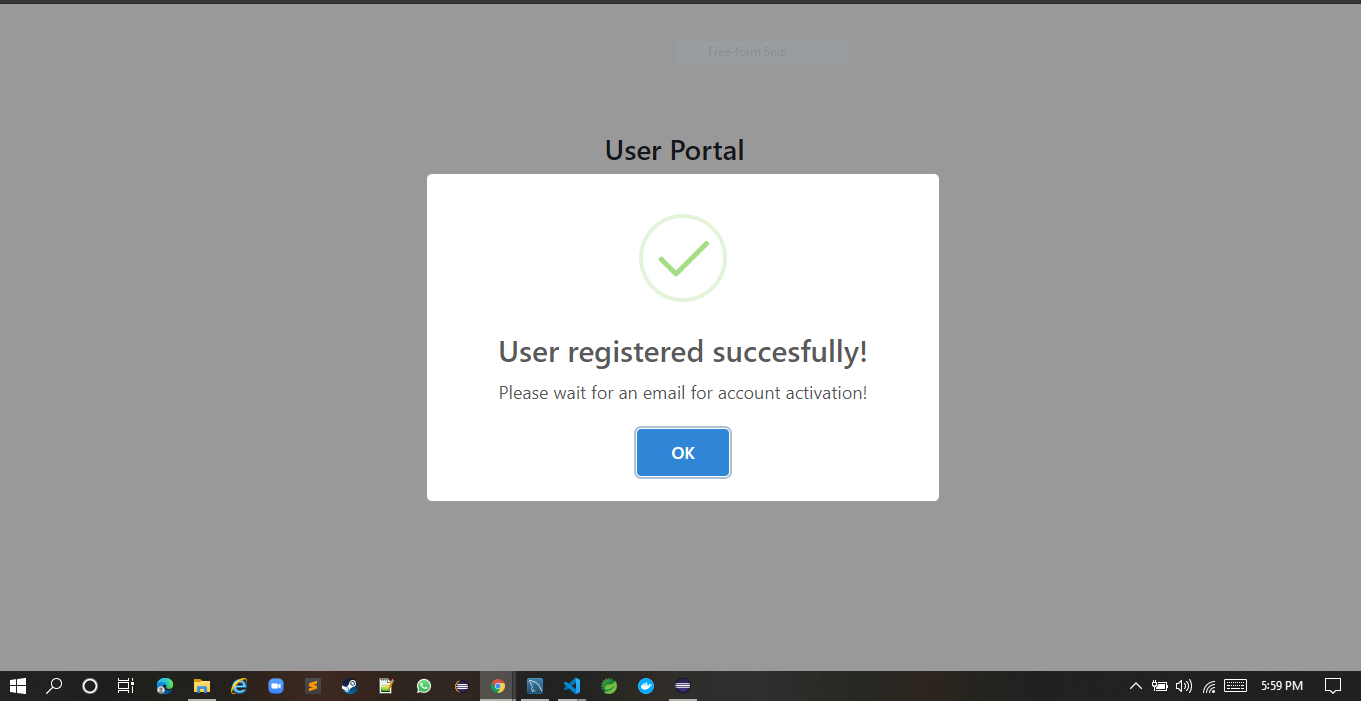 Free-form Snip
User Portal
User registered succesfully!
Please wait for an email for account activation!
OK
5:59 PM